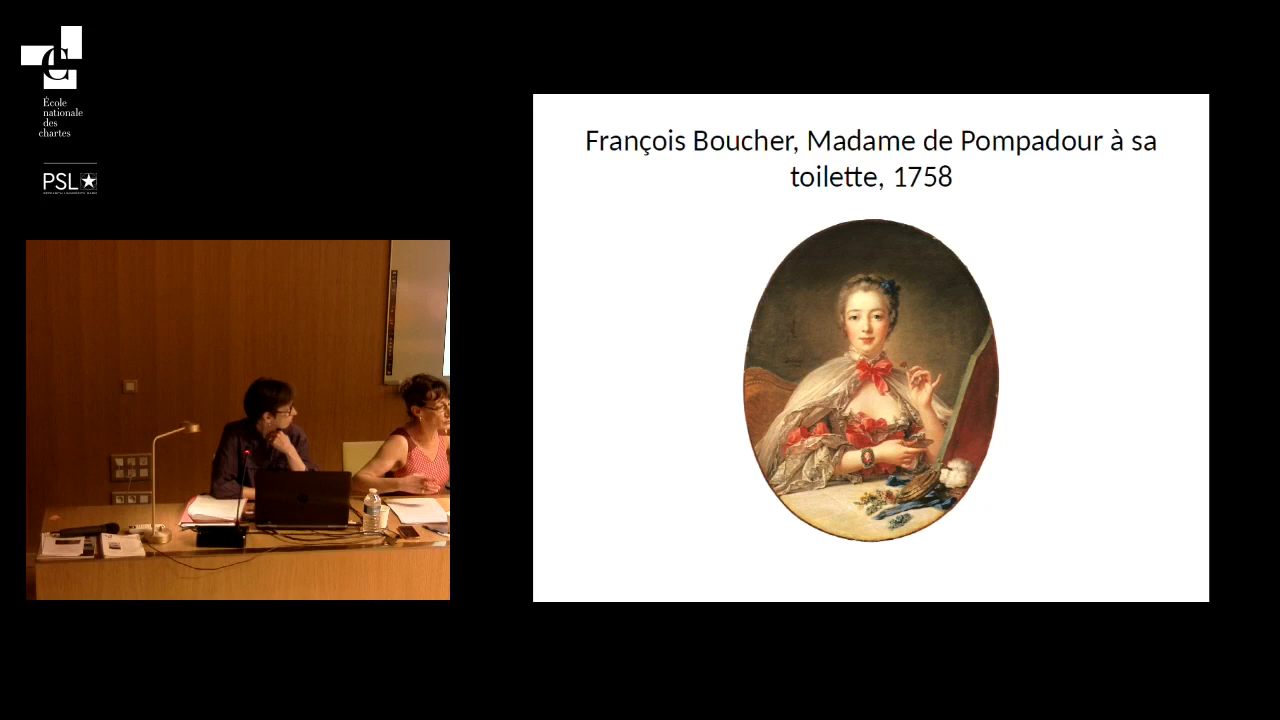 École
nationale
des
chartes
PSL
François Boucher, Madame de Pompadour à sa
toilette, 1758